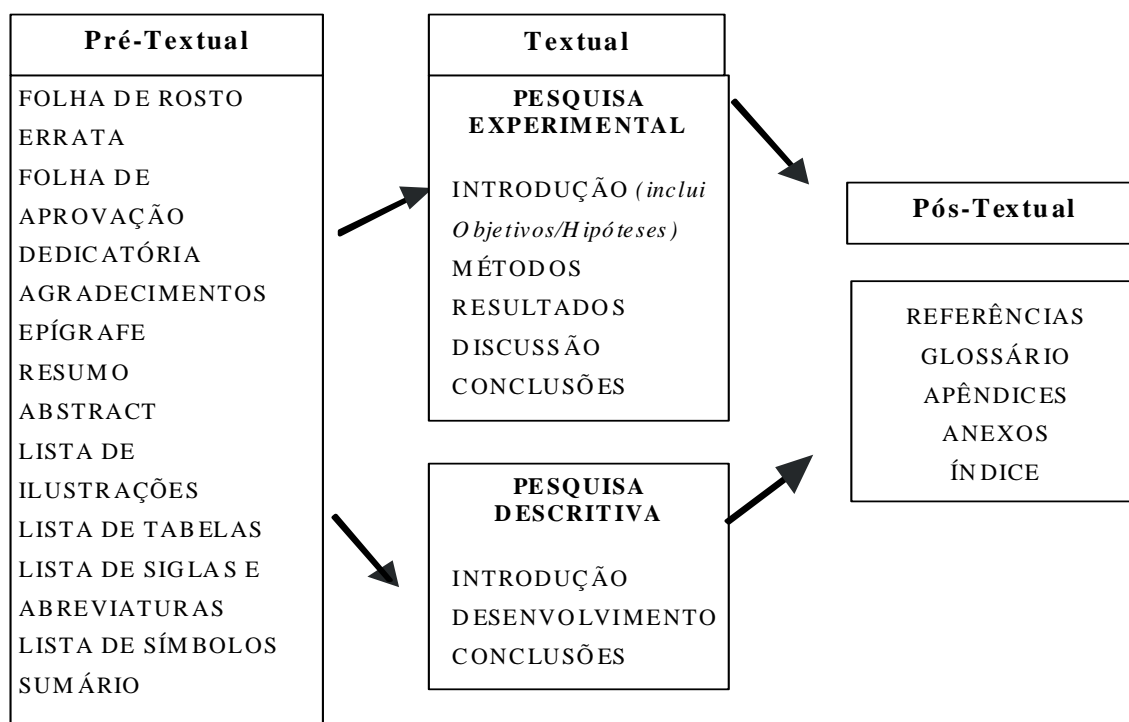 Pré-Textual
FOLHA DE ROSTO
ERRATA
FOLHA DE
APROVAÇÃO
DEDICATÓRIA
AGRADECIMENTOS
EPÍGRAFE
RESUMO
ABSTRACT
LISTA DE
ILUSTRAÇÕES
LISTA DE TABELAS
LISTA DE SIGLAS E
ABREVIATURAS
LISTA DE SÍMBOLOS
SUMÁRIO
Textual
PESQUISA
EXPERIMENTAL
INTRODUÇÃO (inclui
Objetivos/Hipóteses)
MÉTODOS
RESULTADOS
DISCUSSÃO
CONCLUSÕES
PESQUISA
DESCRITIVA
INTRODUÇÃO
DESENVOLVIMENTO
CONCLUSÕES
Pós-Textual
REFERÊNCIAS
GLOSSÁRIO
APÊNDICES
ANEXOS
ÍNDICE